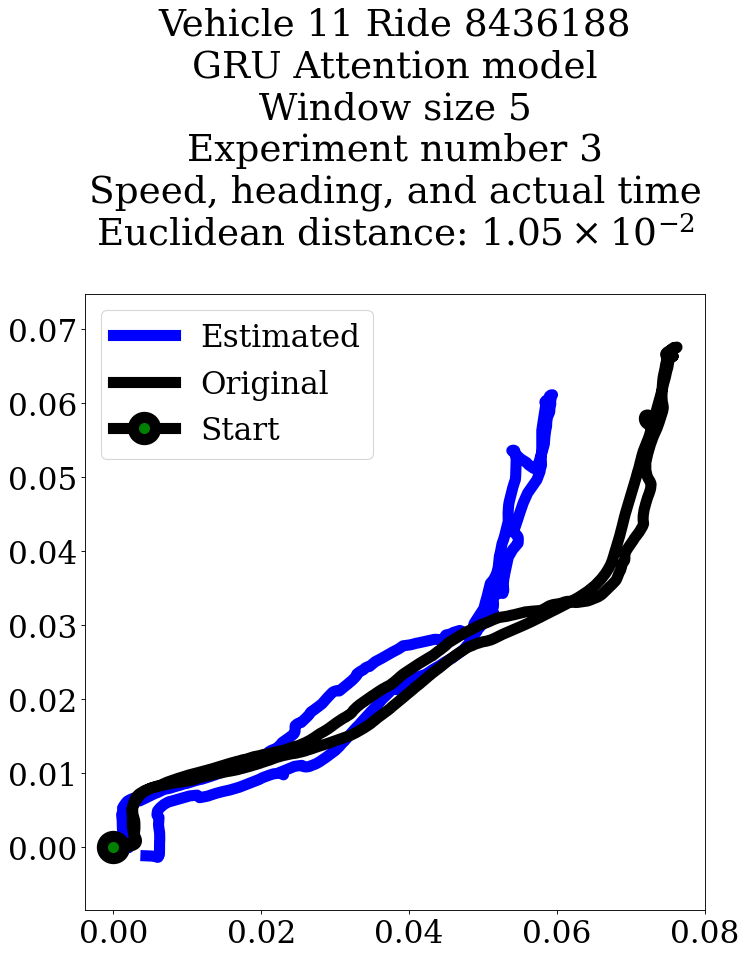 Vehicle 11 Ride 8436188
GRU Attention model
Window size 5
Experiment number 3
Speed, heading, and actual time
Euclidean distance: 1.05 × 10⁻²
Estimated
Original
Start
0.07
0.06
0.05
0.04
0.03
0.02
0.01
0.00
0.00 0.02 0.04 0.06 0.08